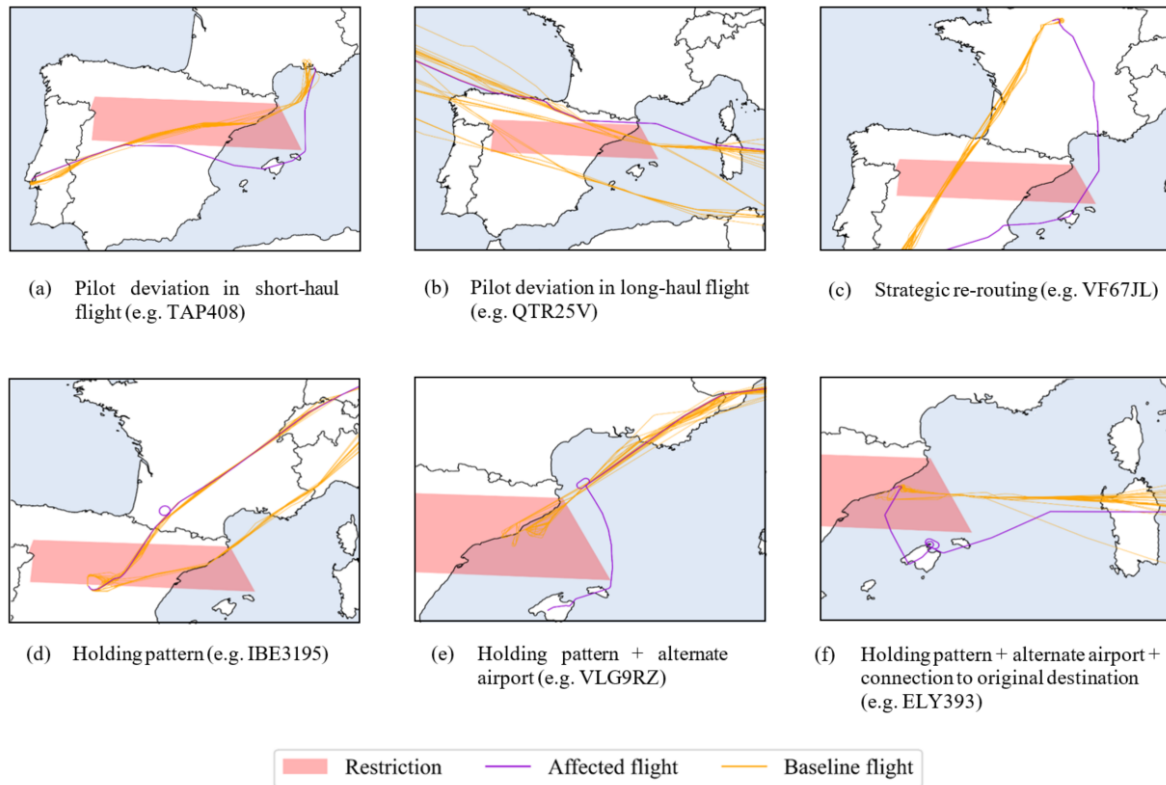 (a) Pilot deviation in short-haul
flight (e.g. TAP408)
(b) Pilot deviation in long-haul flight
(e.g. QTR25V)
(c) Strategic re-routing (e.g. VF67JL)
(d) Holding pattern (e.g. IBE3195)
(e) Holding pattern + alternate
airport (e.g. VLG9RZ)
(f) Holding pattern + alternate airport +
connection to original destination
(e.g. ELY393)
Restriction Affected flight Baseline flight